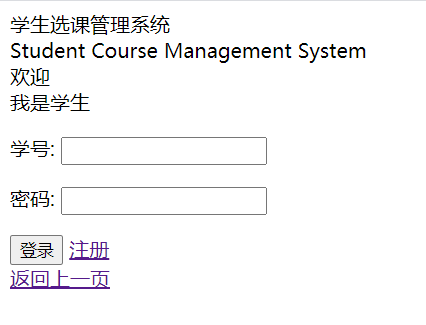 学生选课管理系统
Student Course Management System
欢迎
我是学生
学号:
密码:
登录 注册
返回上一页